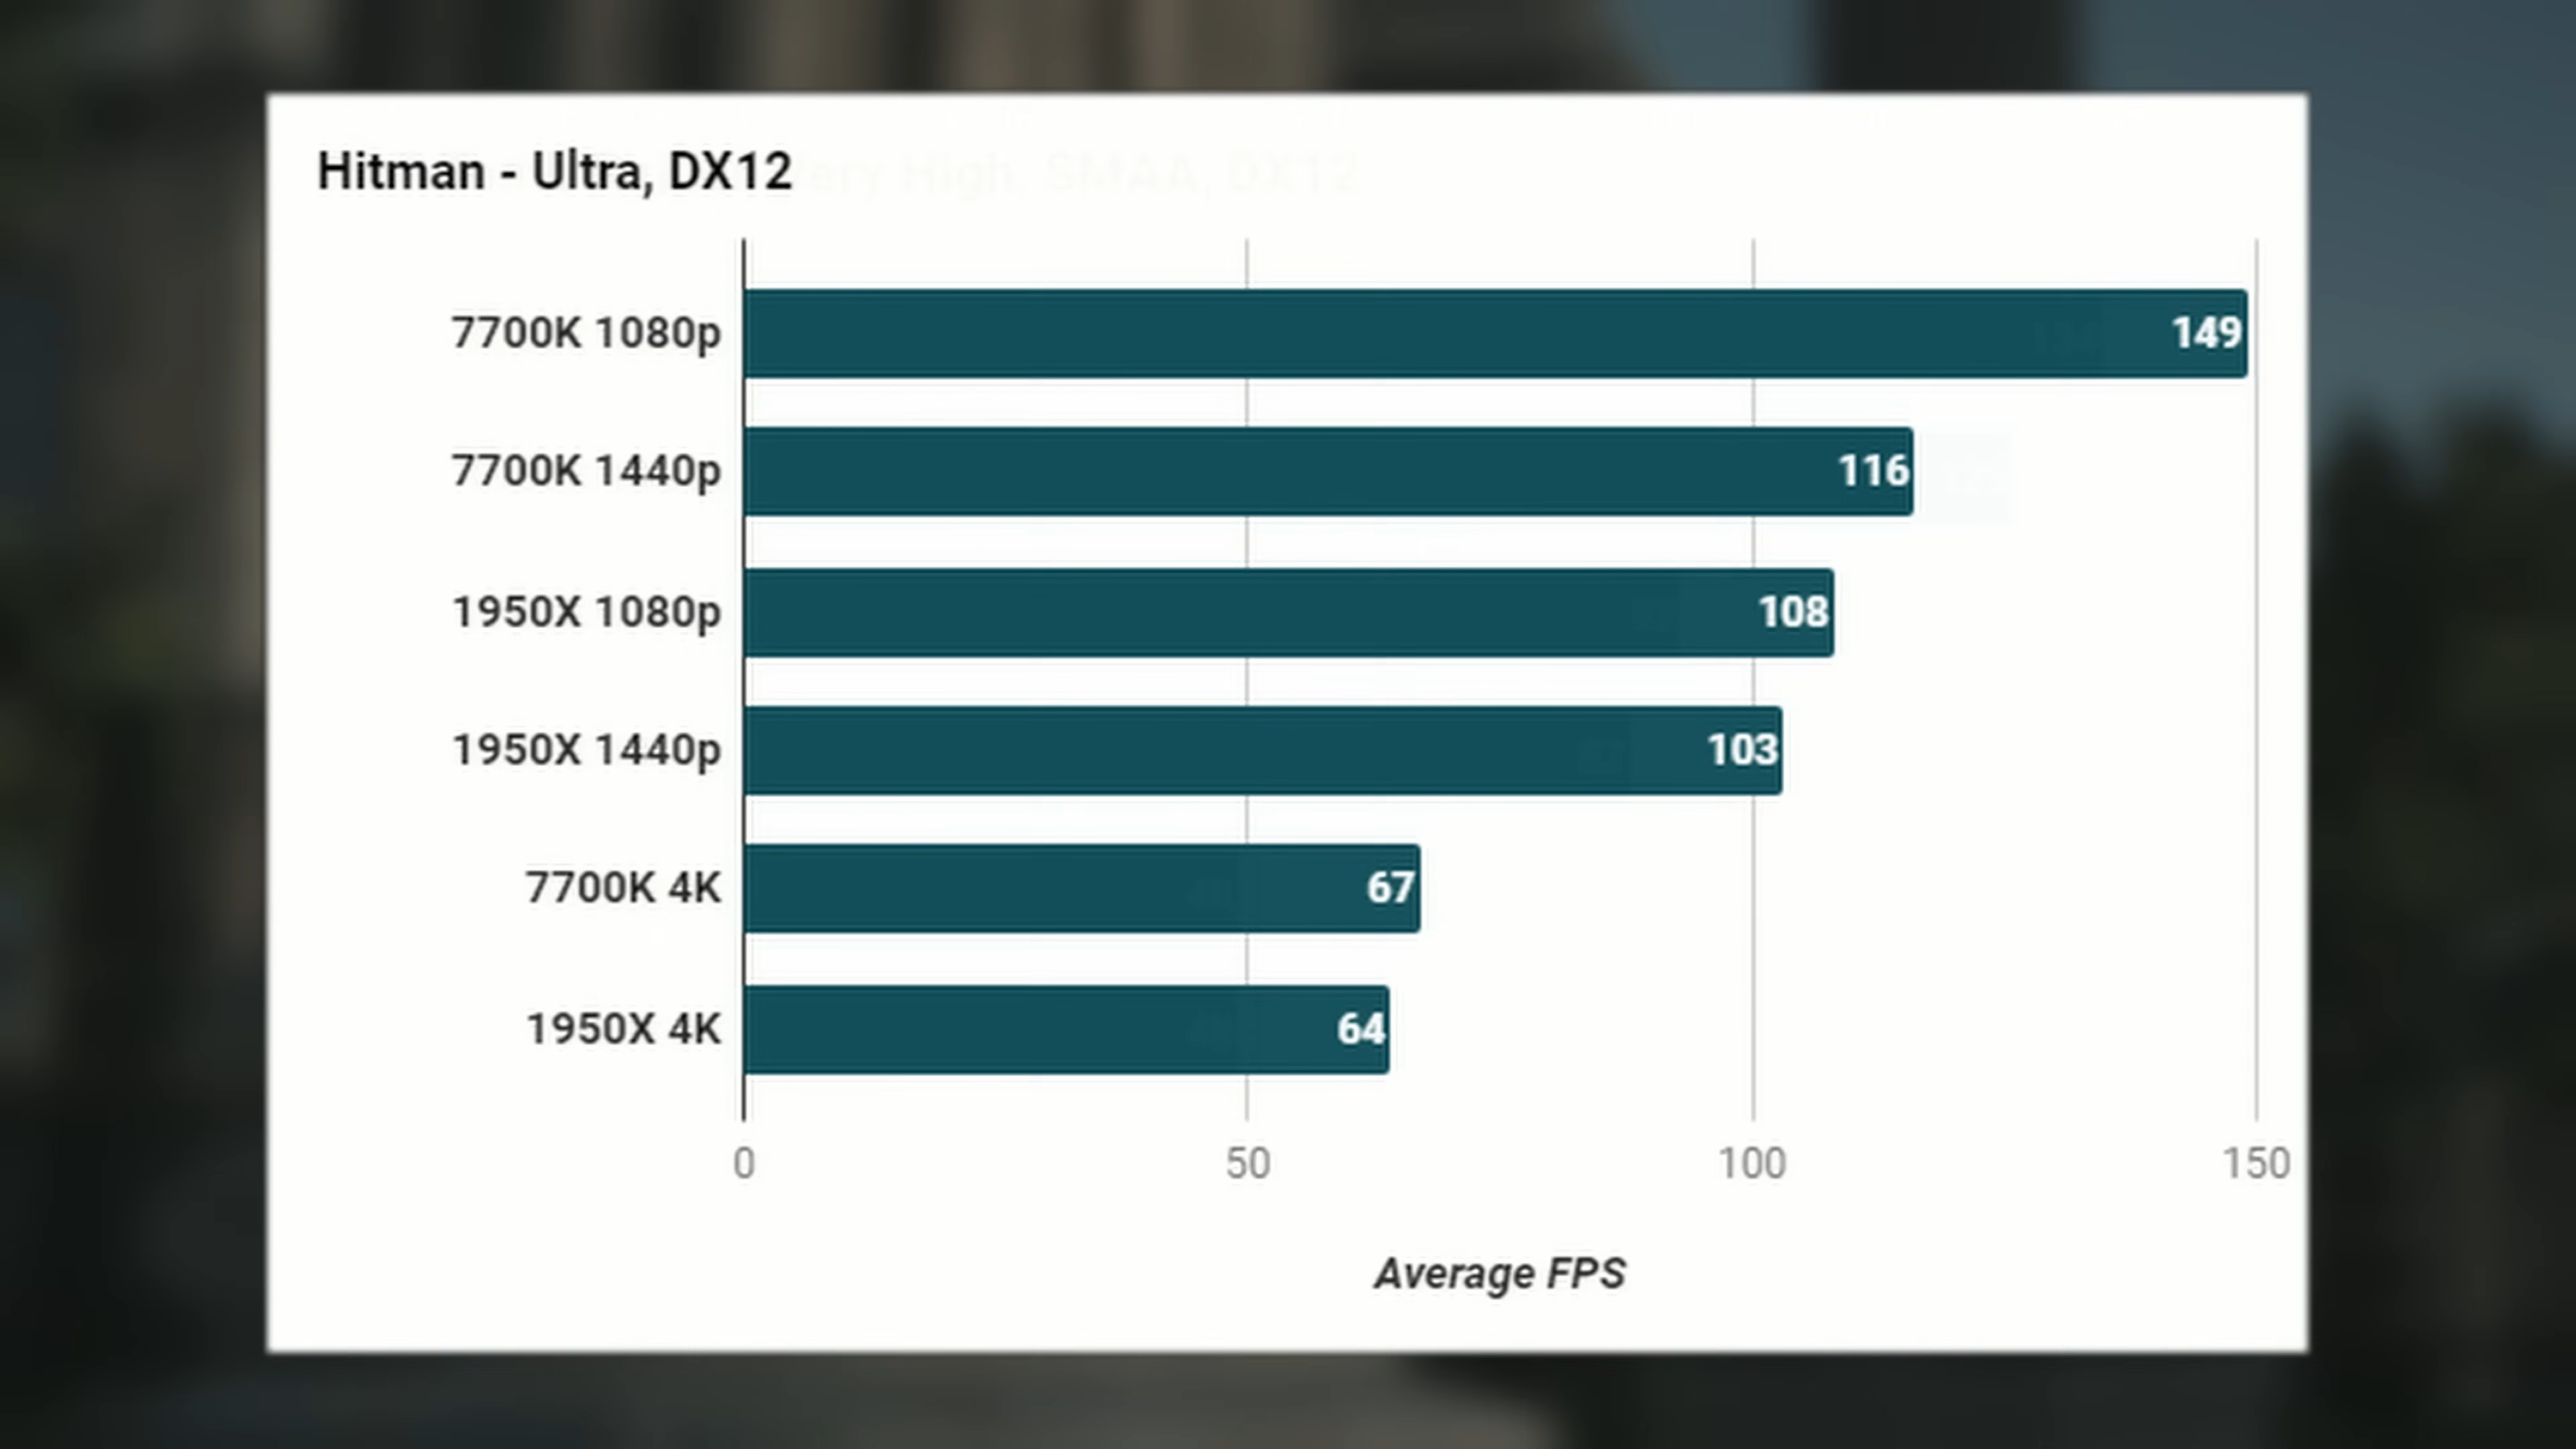 Hitman - Ultra, DX12
7700K 1080p 149
7700K 1440p 116
1950X 1080p 108
1950X 1440p 103
7700K 4K 67
1950X 4K 64
0 50 100 150
Average FPS